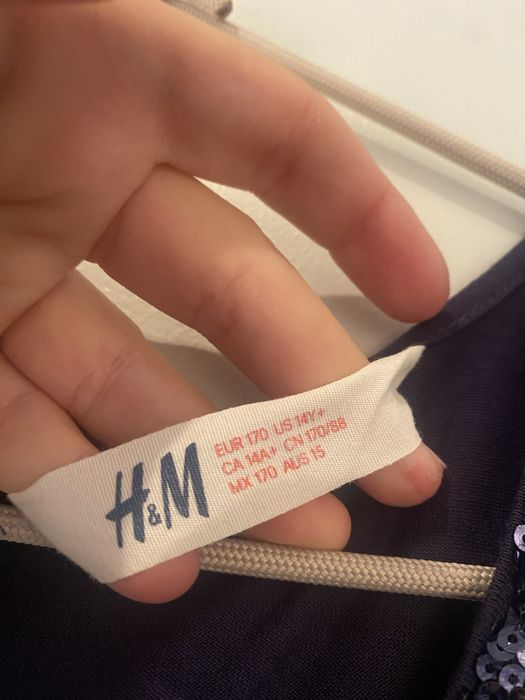 H&M
EUR 170 US 14Y+
CA 14A+ CN 170/88
MX 170 AUS 15